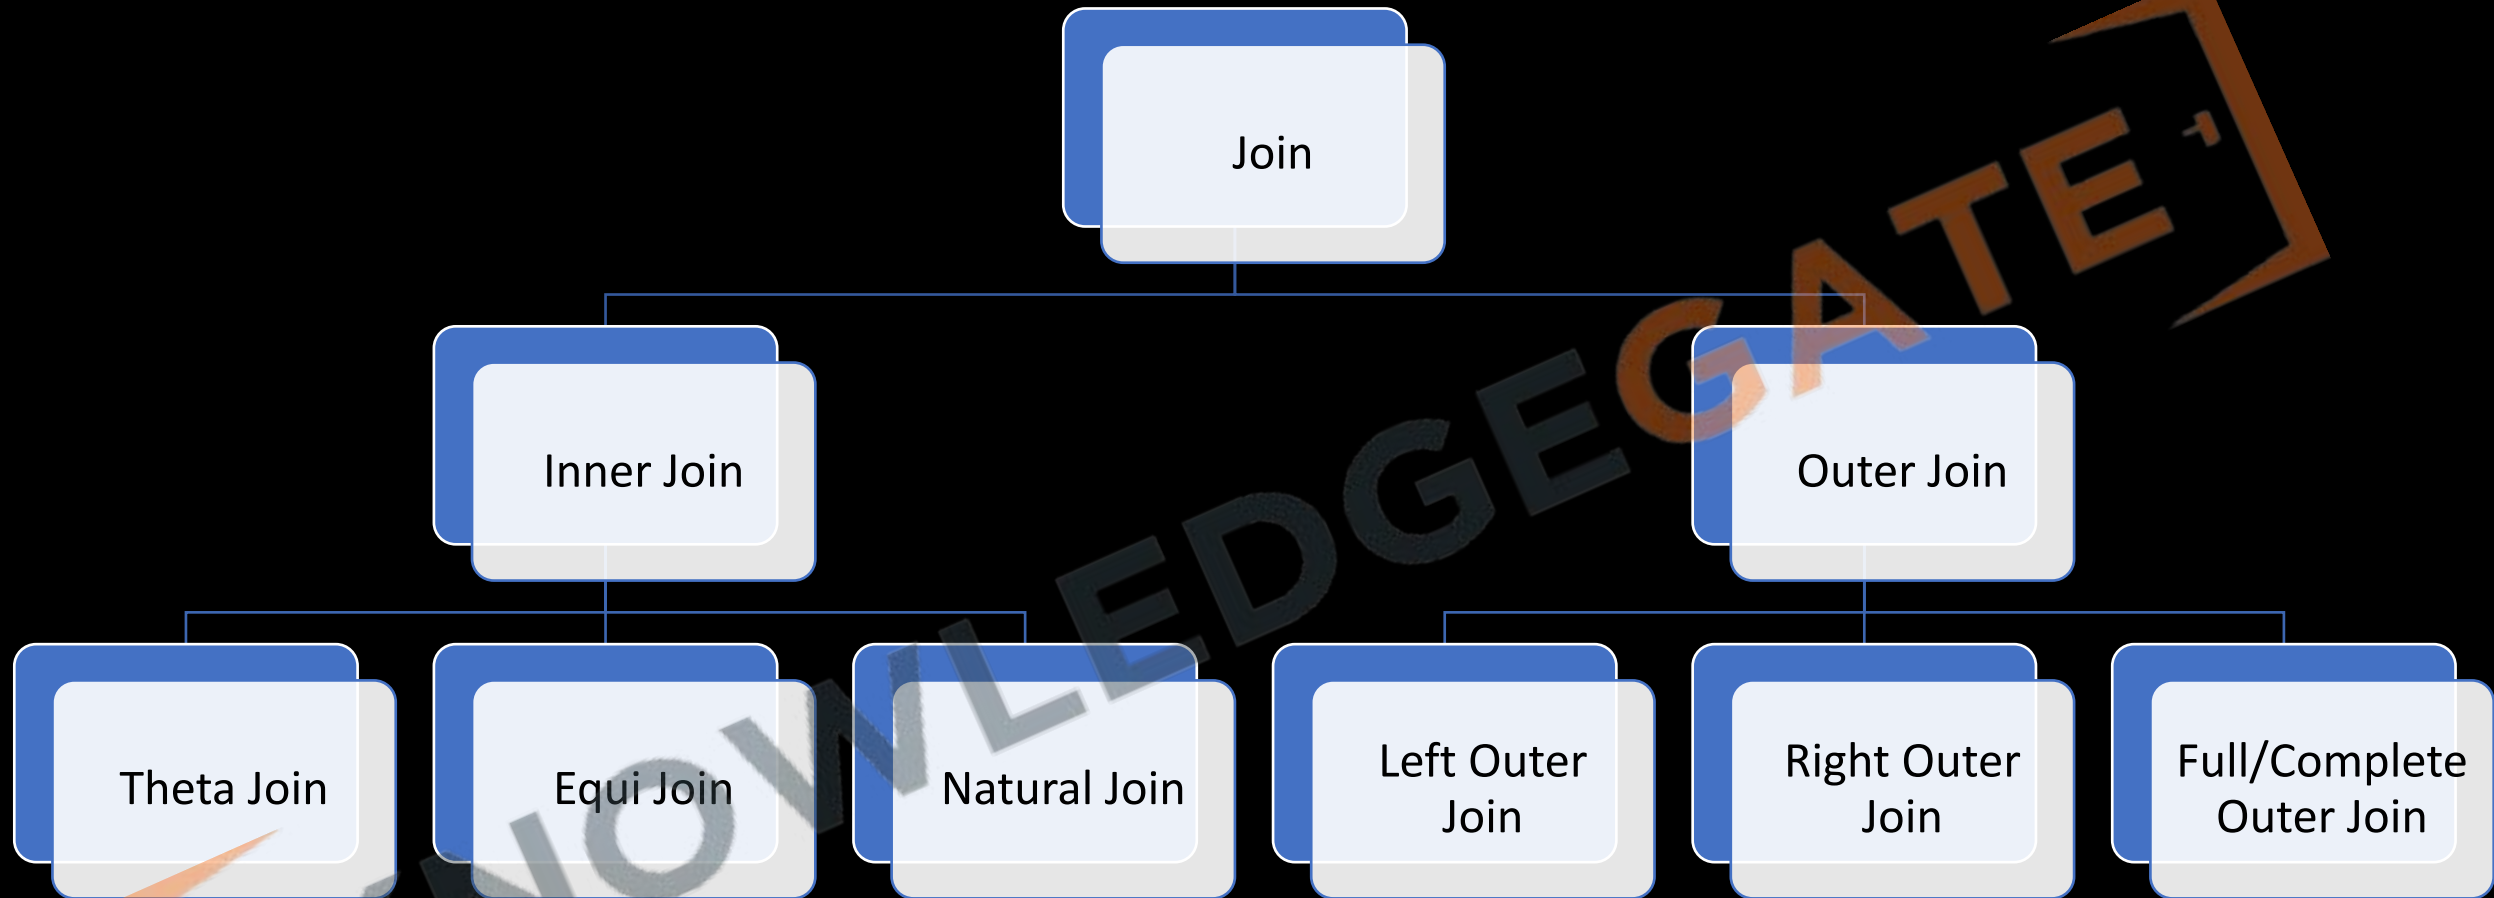 Join
Inner Join
Outer Join
Theta Join
Equi Join
Natural Join
Left Outer
Join
Right Outer
Join
Full/Complete
Outer Join
NOWLEDGEGATE